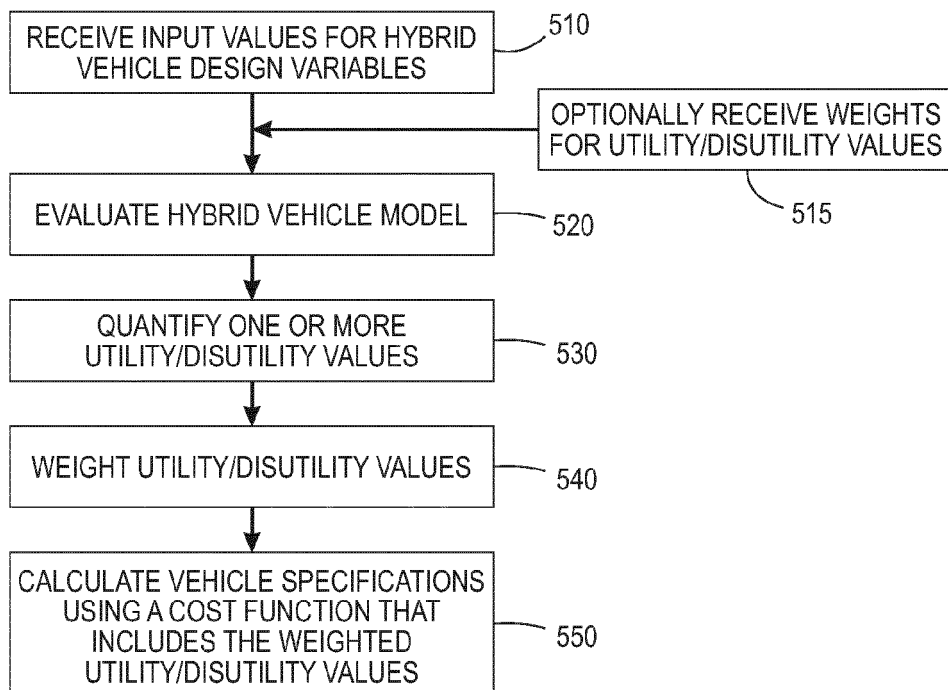 RECEIVE INPUT VALUES FOR HYBRID
VEHICLE DESIGN VARIABLES
510
OPTIONALLY RECEIVE WEIGHTS
FOR UTILITY/DISUTILITY VALUES
515
EVALUATE HYBRID VEHICLE MODEL
520
QUANTIFY ONE OR MORE
UTILITY/DISUTILITY VALUES
530
WEIGHT UTILITY/DISUTILITY VALUES
540
CALCULATE VEHICLE SPECIFICATIONS
USING A COST FUNCTION THAT
INCLUDES THE WEIGHTED
UTILITY/DISUTILITY VALUES
550